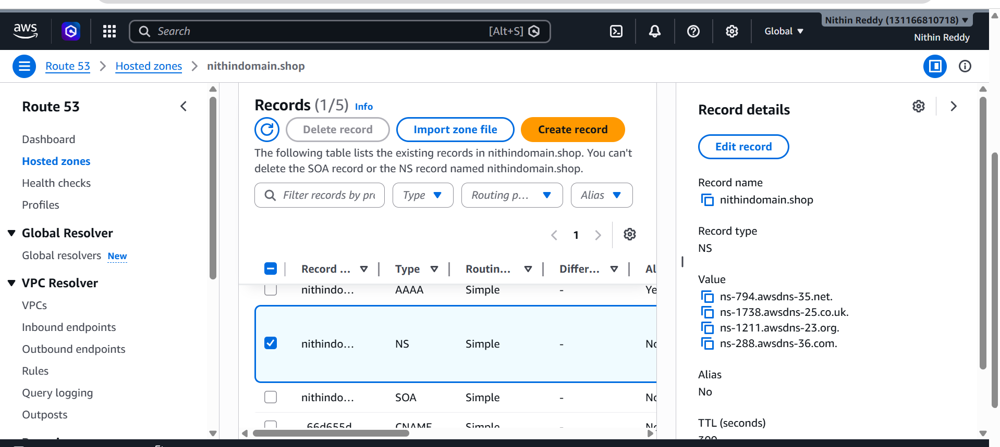 aws
Search
[Alt+S]
Global
Nithin Reddy (131166810718)
Nithin Reddy
Route 53
Hosted zones
nithindomain.shop
Route 53
Dashboard
Hosted zones
Health checks
Profiles
Global Resolver
Global resolvers New
VPC Resolver
VPCs
Inbound endpoints
Outbound endpoints
Rules
Query logging
Outposts
Records (1/5) Info
Delete record
Import zone file
Create record
The following table lists the existing records in nithindomain.shop. You can't
delete the SOA record or the NS record named nithindomain.shop.
Filter records by pro
Type
Routing p...
Alias
1
Record ... Type Routin... Differ... Al
nithindo... AAAA Simple - Ye
nithindo... NS Simple - No
nithindo... SOA Simple - No
_66d655d CNAME Simple - No
Record details
Edit record
Record name
nithindomain.shop
Record type
NS
Value
ns-794.awsdns-35.net.
ns-1738.awsdns-25.co.uk.
ns-1211.awsdns-23.org.
ns-288.awsdns-36.com.
Alias
No
TTL (seconds)
300